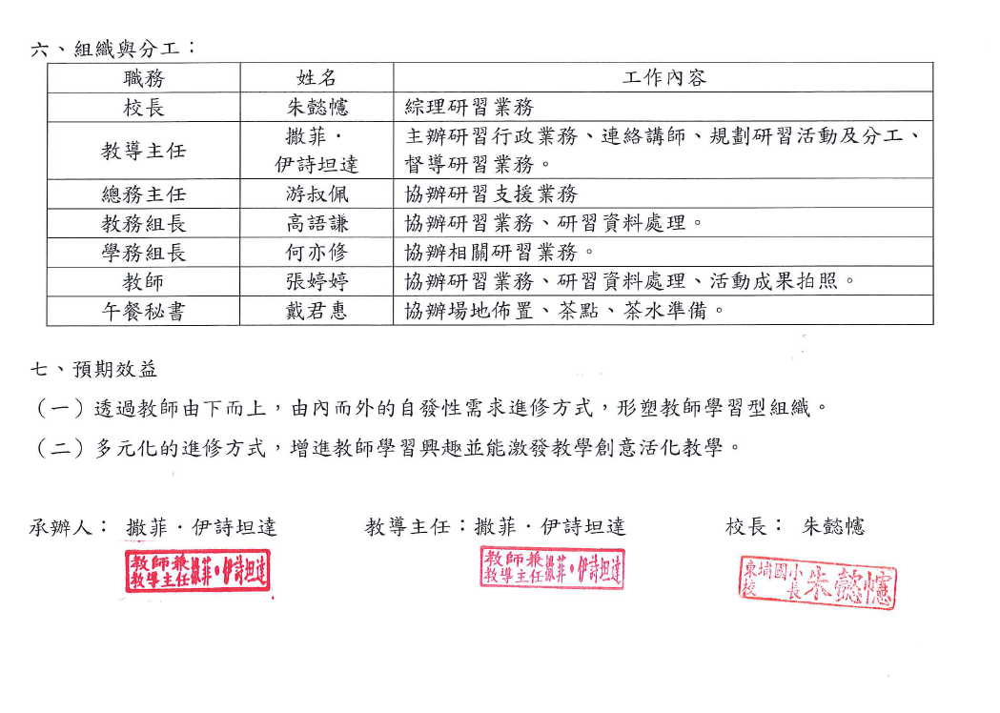 六、組織與分工：
職務 姓名 工作內容
校長 朱懿幰 綜理研習業務
教導主任 撒菲・伊詩坦達 主辦研習行政業務、連絡講師、規劃研習活動及分工、
督導研習業務。
總務主任 游叔佩 協辦研習支援業務
教務組長 高語謙 協辦研習業務、研習資料處理。
學務組長 何亦修 協辦相關研習業務。
教師 張婷婷 協辦研習業務、研習資料處理、活動成果拍照。
午餐秘書 戴君惠 協辦場地佈置、茶點、茶水準備。
七、預期效益
（一）透過教師由下而上，由內而外的自發性需求進修方式，形塑教師學習型組織。
（二）多元化的進修方式，增進教師學習興趣並能激發教學創意活化教學。
承辦人： 撒菲・伊詩坦達 教導主任：撒菲・伊詩坦達 校長： 朱懿幰
教師兼教導主任撒菲・伊詩坦達
教師兼教導主任撒菲・伊詩坦達
東埔國小校長朱懿幰